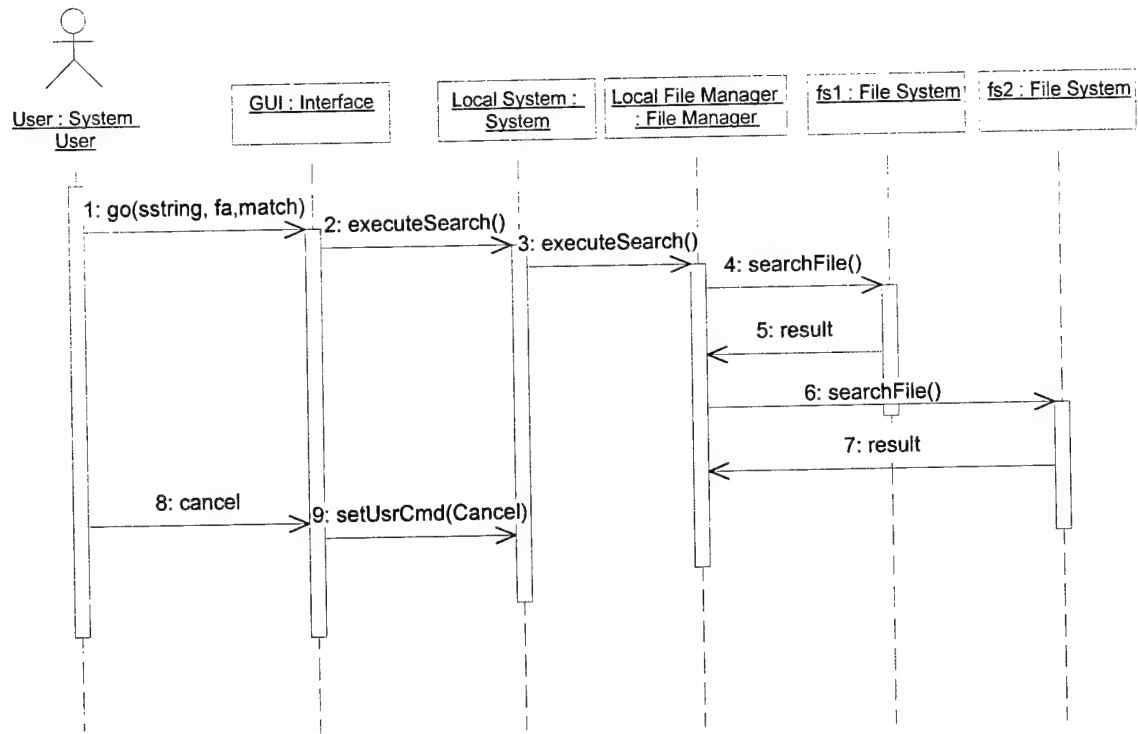 User : System
User
GUI : Interface
Local System :
System
Local File Manager
: File Manager
fs1 : File System
fs2 : File System
1: go(sstring, fa,match)
2: executeSearch()
3: executeSearch()
4: searchFile()
5: result
6: searchFile()
7: result
8: cancel
9: setUsrCmd(Cancel)